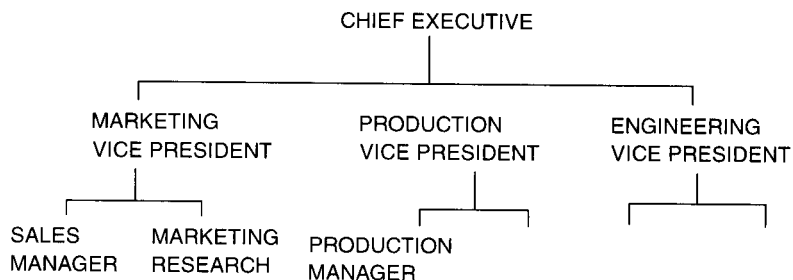 CHIEF EXECUTIVE
MARKETING
VICE PRESIDENT
PRODUCTION
VICE PRESIDENT
ENGINEERING
VICE PRESIDENT
SALES
MANAGER
MARKETING
RESEARCH
PRODUCTION
MANAGER